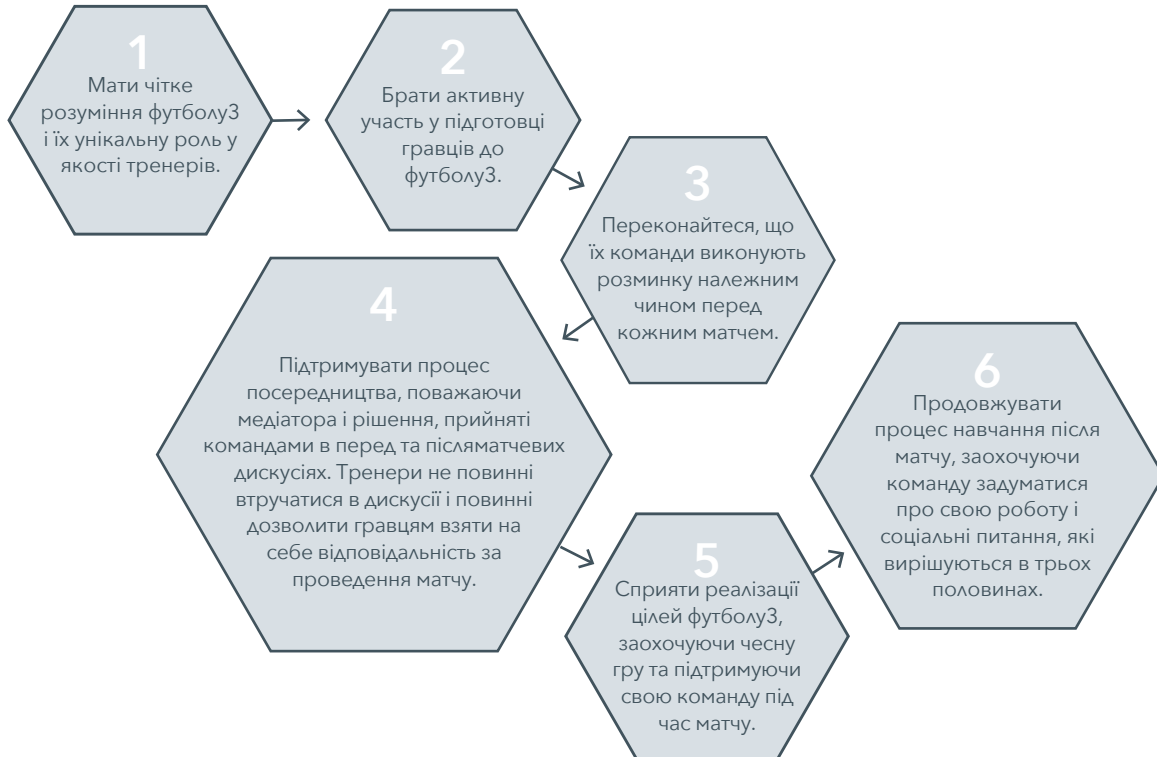 1
Мати чітке
розуміння футболу3
і їх унікальну роль у
якості тренерів.
2
Брати активну
участь у підготовці
гравців до
футболу3.
3
Переконайтеся, що
їх команди виконують
розминку належним
чином перед
кожним матчем.
4
Підтримувати процес
посередництва, поважаючи
медіатора і рішення, прийняті
командами в перед та післяматчевих
дискусіях. Тренери не повинні
втручатися в дискусії і повинні
дозволити гравцям взяти на
себе відповідальність за
проведення матчу.
5
Сприяти реалізації
цілей футболу3,
заохочуючи чесну
гру та підтримуючи
свою команду під
час матчу.
6
Продовжувати
процес навчання після
матчу, заохочуючи
команду задуматися
про свою роботу і
соціальні питання, які
вирішуються в трьох
половинах.